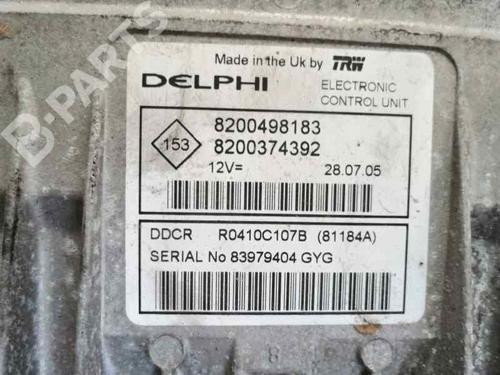 B-PARTS
Made in the Uk by TRW
DELPHI
ELECTRONIC
CONTROL UNIT
153
8200498183
8200374392
12V=
28.07.05
DDCR R0410C107B (81184A)
SERIAL No 83979404 GYG
8